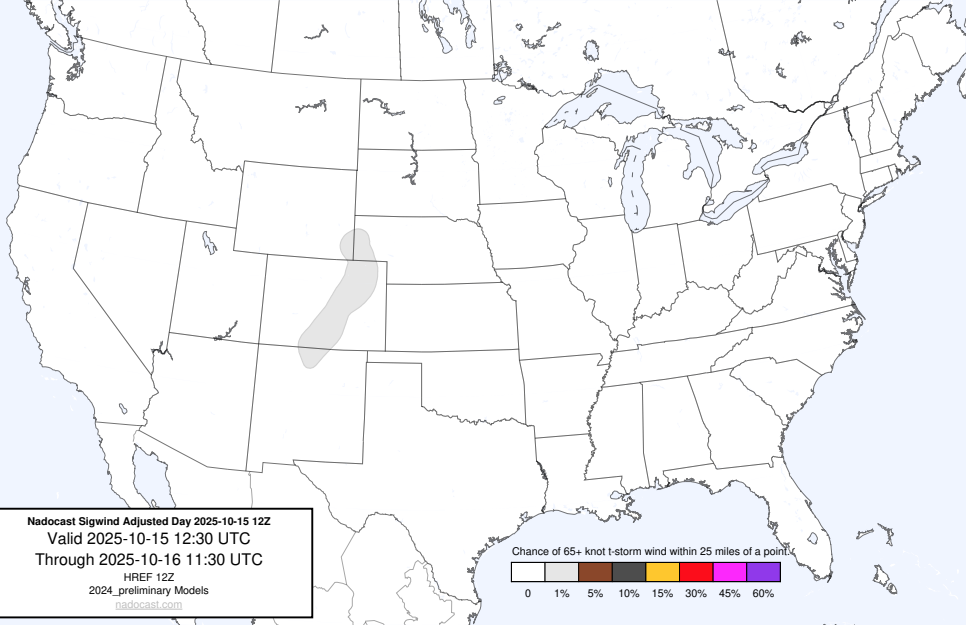 Nadocast Sigwind Adjusted Day 2025-10-15 12Z
Valid 2025-10-15 12:30 UTC
Through 2025-10-16 11:30 UTC
HREF 12Z
2024_preliminary Models
nadocast.com
Chance of 65+ knot t-storm wind within 25 miles of a point.
0 1% 5% 10% 15% 30% 45% 60%